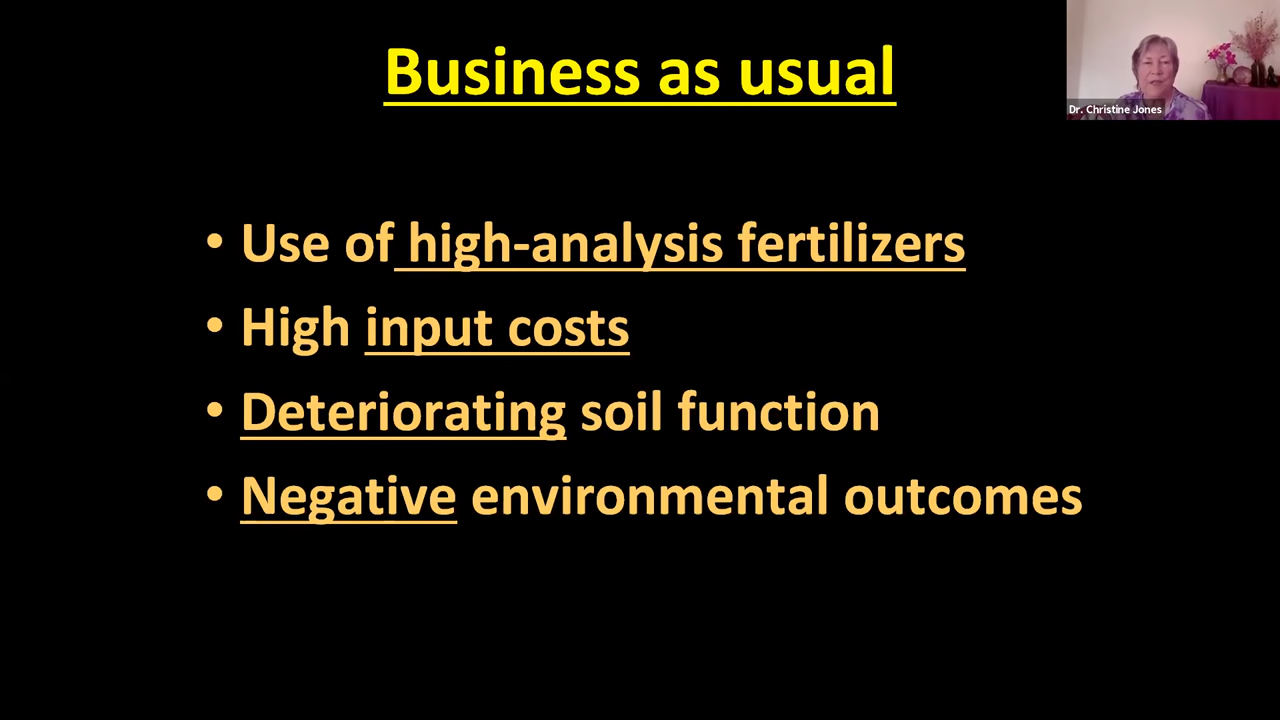 Business as usual
Dr. Christine Jones
• Use of high-analysis fertilizers
• High input costs
• Deteriorating soil function
• Negative environmental outcomes